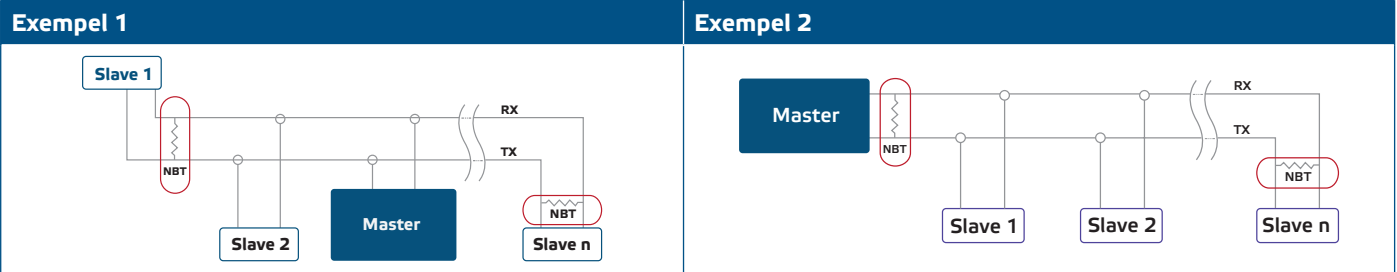 Exempel 1
Slave 1
RX
TX
NBT
NBT
Master
Slave 2
Slave n
Exempel 2
RX
Master
TX
NBT
NBT
Slave 1
Slave 2
Slave n